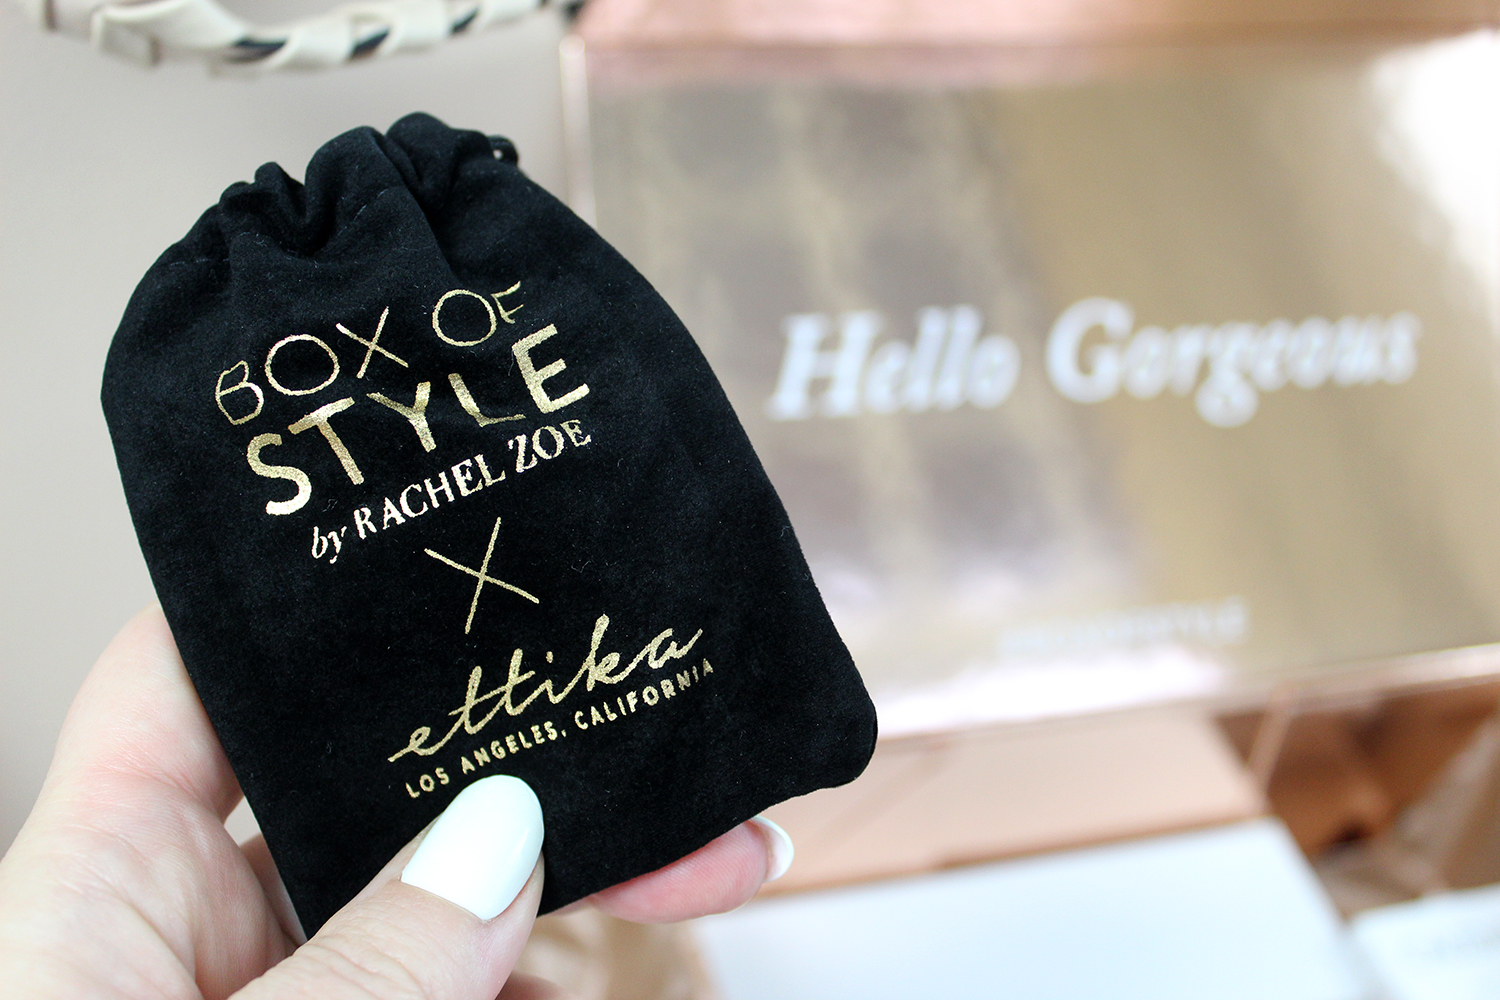 BOX OF
STYLE
by RACHEL ZOE
X
ettika
LOS ANGELES, CALIFORNIA
Hello Gorgeous